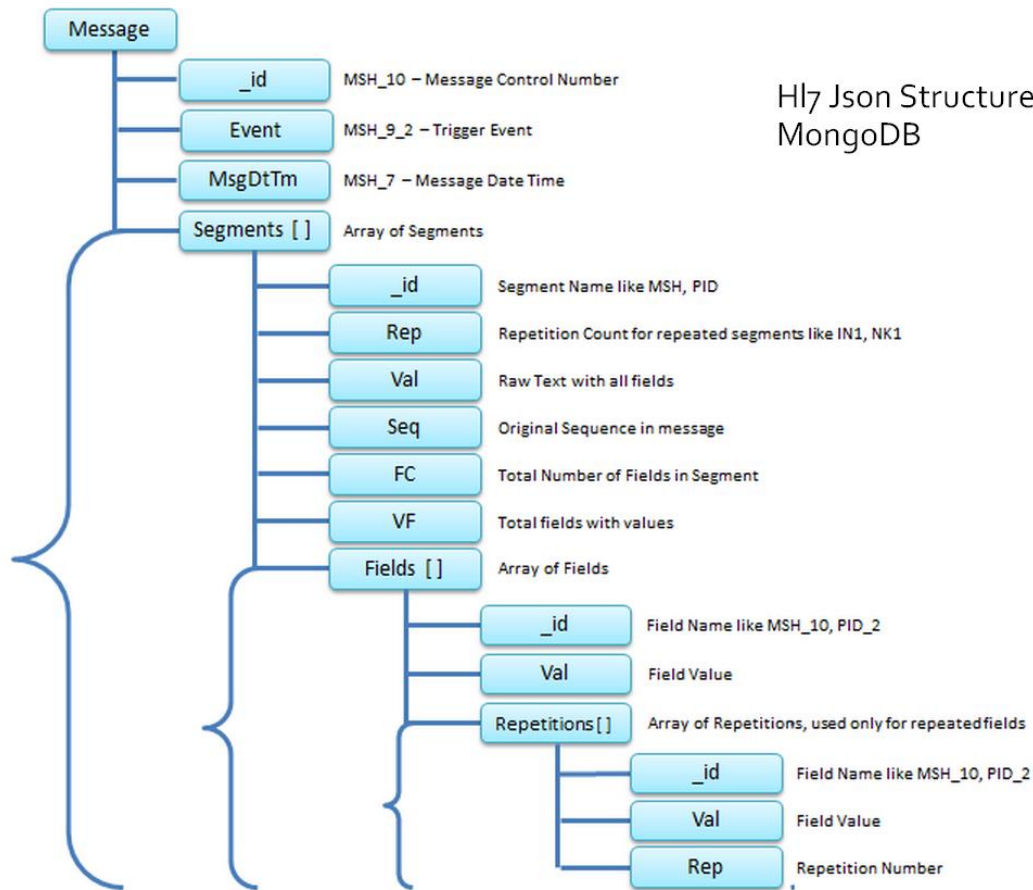 Message
_id MSH_10 – Message Control Number
Hl7 Json Structure
MongoDB
Event MSH_9_2 – Trigger Event
MsgDtTm MSH_7 – Message Date Time
Segments [ ] Array of Segments
_id Segment Name like MSH, PID
Rep Repetition Count for repeated segments like IN1, NK1
Val Raw Text with all fields
Seq Original Sequence in message
FC Total Number of Fields in Segment
VF Total fields with values
Fields [ ] Array of Fields
_id Field Name like MSH_10, PID_2
Val Field Value
Repetitions[ ] Array of Repetitions, used only for repeated fields
_id Field Name like MSH_10, PID_2
Val Field Value
Rep Repetition Number